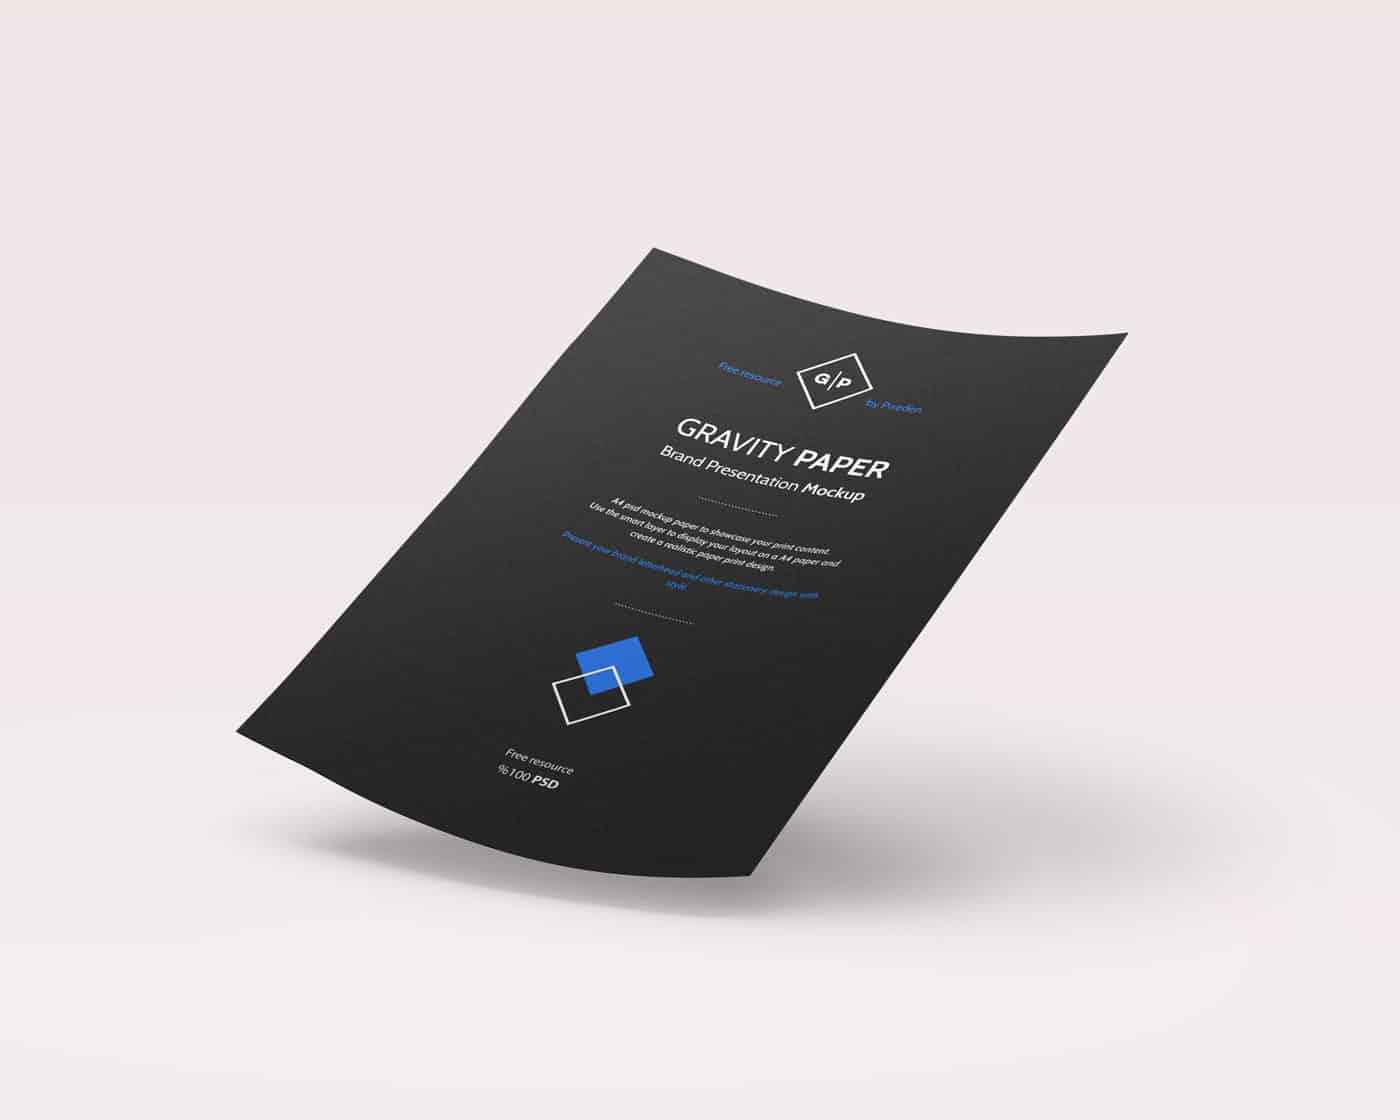 Free resource
G/P
by Pixeden
GRAVITY PAPER
Brand Presentation Mockup
A4 psd mockup paper to showcase your print content.
Use the smart layer to display your layout on a A4 paper and
create a realistic paper print design.
Prepare your brand letterhead and other stationery design with
style.
Free resource
%100 PSD